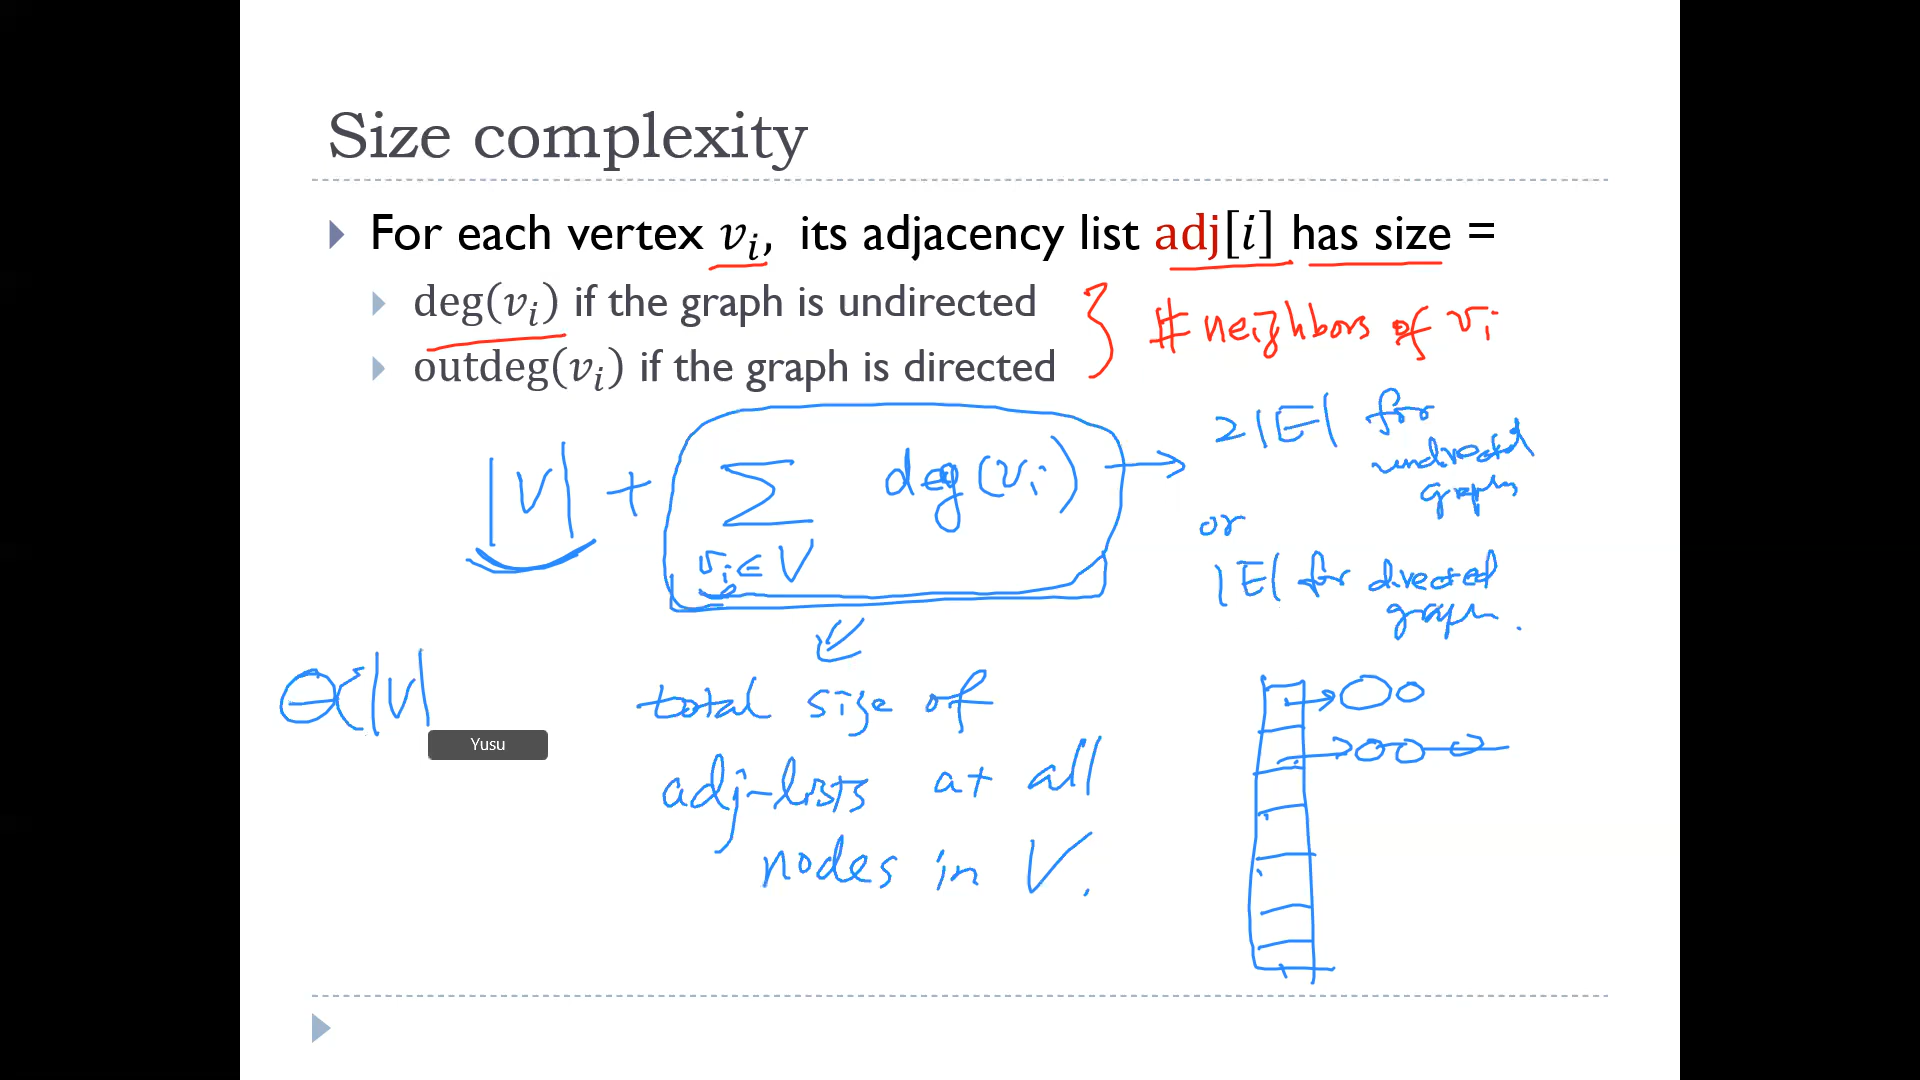 Size complexity
For each vertex vᵢ, its adjacency list adj[i] has size =
deg(vᵢ) if the graph is undirected
outdeg(vᵢ) if the graph is directed
# neighbors of vᵢ
|V| + ∑ deg(vᵢ)
vᵢ ∈ V
2|E| for
undirected
graphs
or
|E| for directed
graph.
Θ(|V|
Yusu
total size of
adj-lists at all
nodes in V.